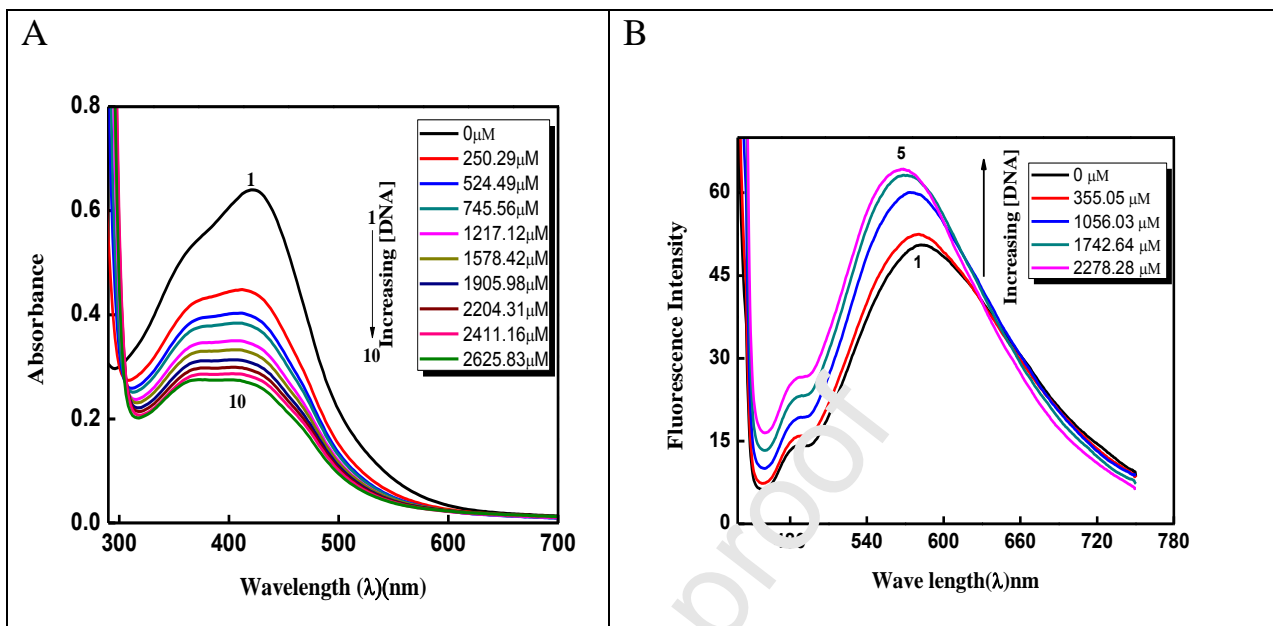 A
0.8
0.6
0.4
0.2
0.0
300
400
500
600
700
Absorbance
Wavelength (λ)(nm)
1
10
0μM
250.29μM
524.49μM
745.56μM
1217.12μM
1578.42μM
1905.98μM
2204.31μM
2411.16μM
2625.83μM
1
Increasing [DNA]
10
B
60
45
30
15
0
540
600
660
720
780
Fluorescence Intensity
Wave length(λ)nm
5
1
Increasing [DNA]
0 μM
355.05 μM
1056.03 μM
1742.64 μM
2278.28 μM
proof